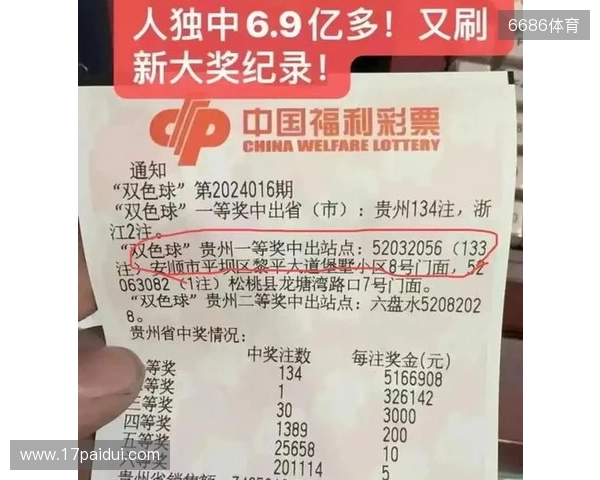 6686体育
人独中6.9亿多！又刷
新大奖纪录！
中国福利彩票
CHINA WELFARE LOTTERY
通知
“双色球”第2024016期
“双色球”一等奖中出省（市）：贵州134注，浙
江2注。
“双色球”贵州一等奖中出站点：52032056（133
注）安顺市平坝区黎平大道堡墅小区8号门面，52
063082（1注）松桃县龙塘湾路口7号门面。
“双色球”贵州二等奖中出站点：六盘水5208202
8。
贵州省中奖情况：
中奖注数 每注奖金(元)
等奖 134 5166908
等奖 1 326142
三等奖 30 3000
四等奖 1389 200
五等奖 25658 10
六等奖 201114 5
www.17paidui.com